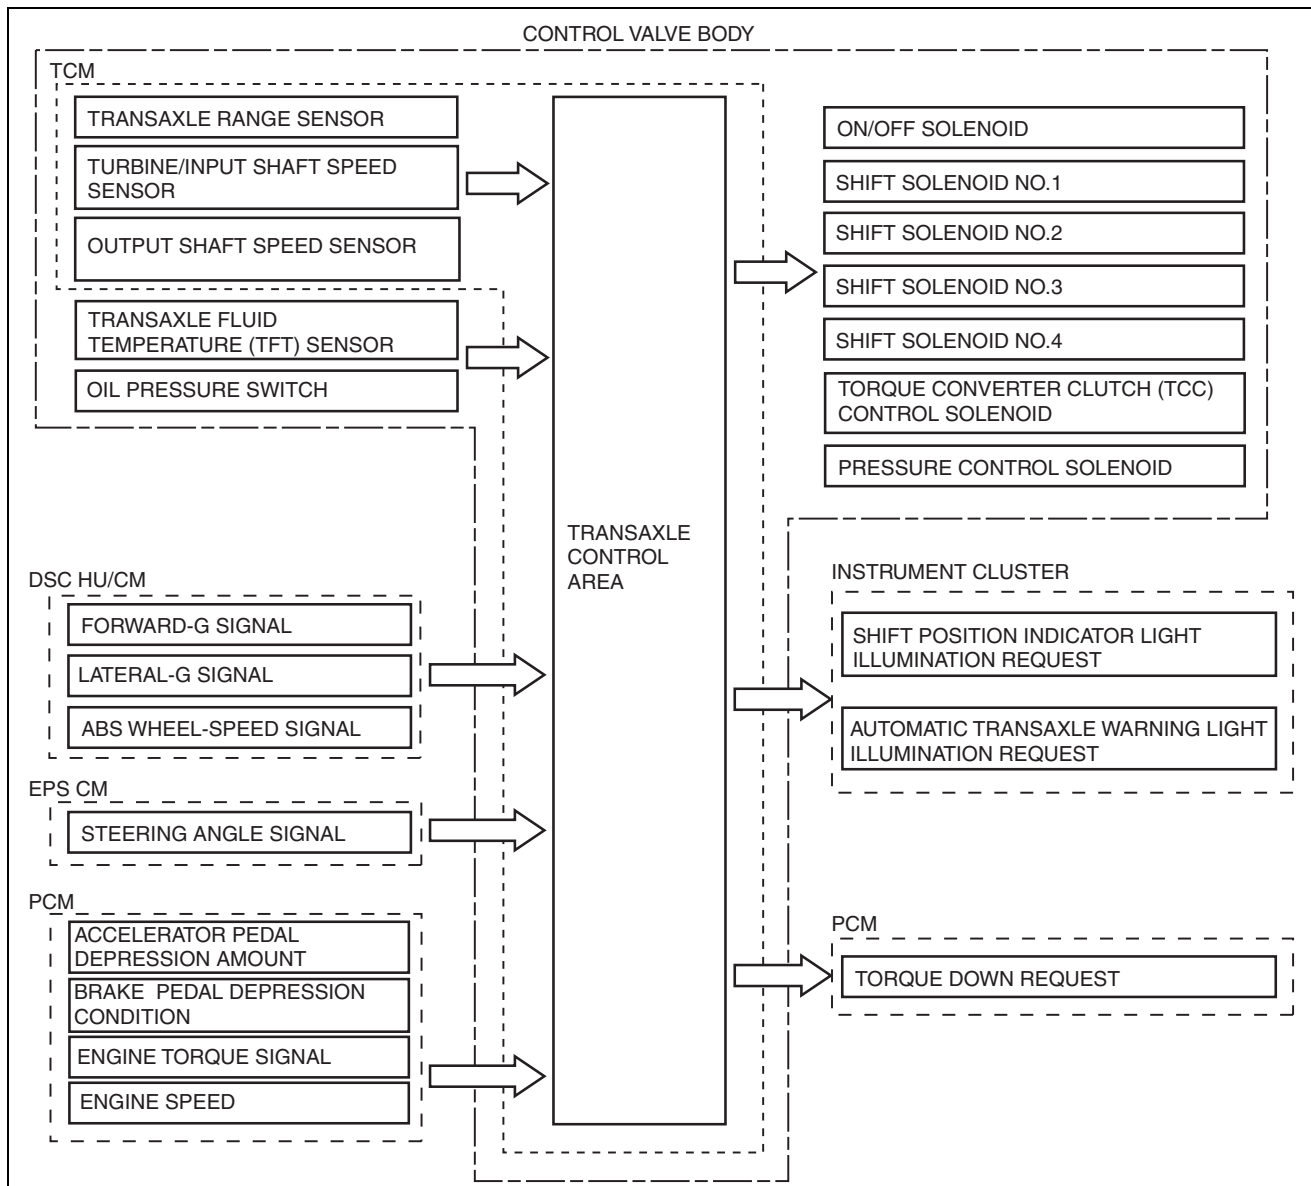 CONTROL VALVE BODY
TCM
TRANSAXLE RANGE SENSOR
TURBINE/INPUT SHAFT SPEED
SENSOR
OUTPUT SHAFT SPEED SENSOR
TRANSAXLE FLUID
TEMPERATURE (TFT) SENSOR
OIL PRESSURE SWITCH
DSC HU/CM
FORWARD-G SIGNAL
LATERAL-G SIGNAL
ABS WHEEL-SPEED SIGNAL
EPS CM
STEERING ANGLE SIGNAL
PCM
ACCELERATOR PEDAL
DEPRESSION AMOUNT
BRAKE PEDAL DEPRESSION
CONDITION
ENGINE TORQUE SIGNAL
ENGINE SPEED
TRANSAXLE
CONTROL
AREA
ON/OFF SOLENOID
SHIFT SOLENOID NO.1
SHIFT SOLENOID NO.2
SHIFT SOLENOID NO.3
SHIFT SOLENOID NO.4
TORQUE CONVERTER CLUTCH (TCC)
CONTROL SOLENOID
PRESSURE CONTROL SOLENOID
INSTRUMENT CLUSTER
SHIFT POSITION INDICATOR LIGHT
ILLUMINATION REQUEST
AUTOMATIC TRANSAXLE WARNING LIGHT
ILLUMINATION REQUEST
PCM
TORQUE DOWN REQUEST